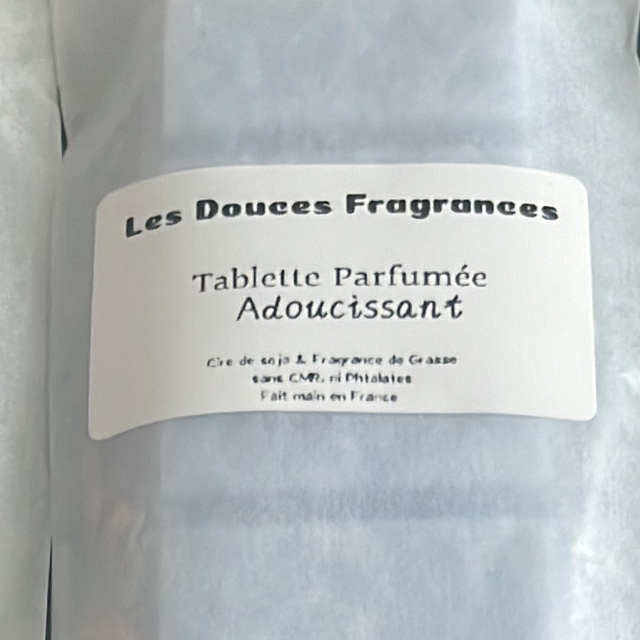 Les Douces Fragrances
Tablette Parfumée
Adoucissant
Cire de soja & Fragrance de Grasse
sans CMR, ni Phtalates
Fait main en France